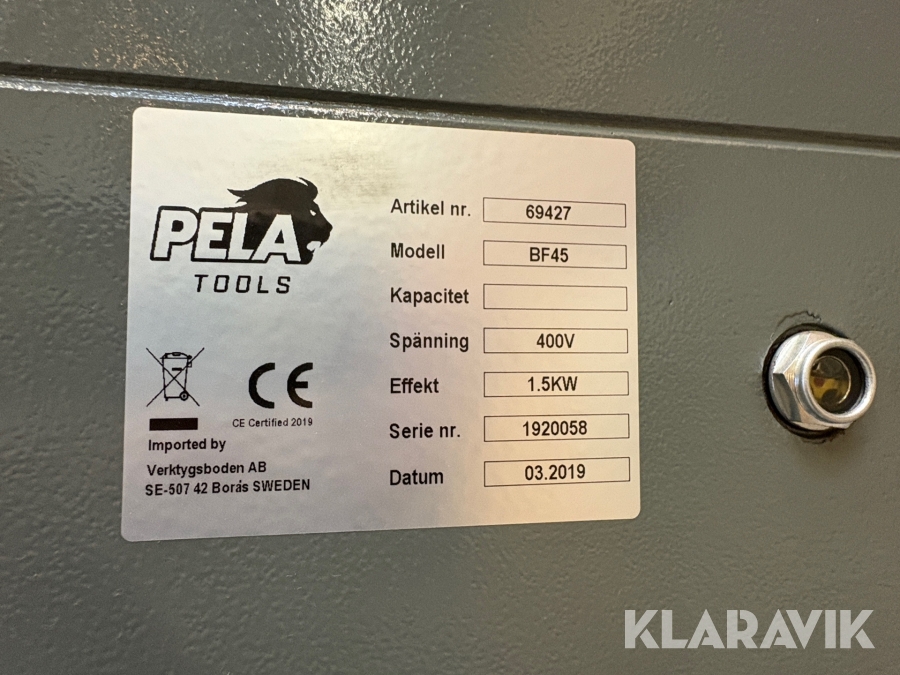 PELA
TOOLS
CE
CE Certified 2019
Imported by
Verktygsboden AB
SE-507 42 Borås SWEDEN
Artikel nr. 69427
Modell BF45
Kapacitet
Spänning 400V
Effekt 1.5KW
Serie nr. 1920058
Datum 03.2019
KLARAVIK